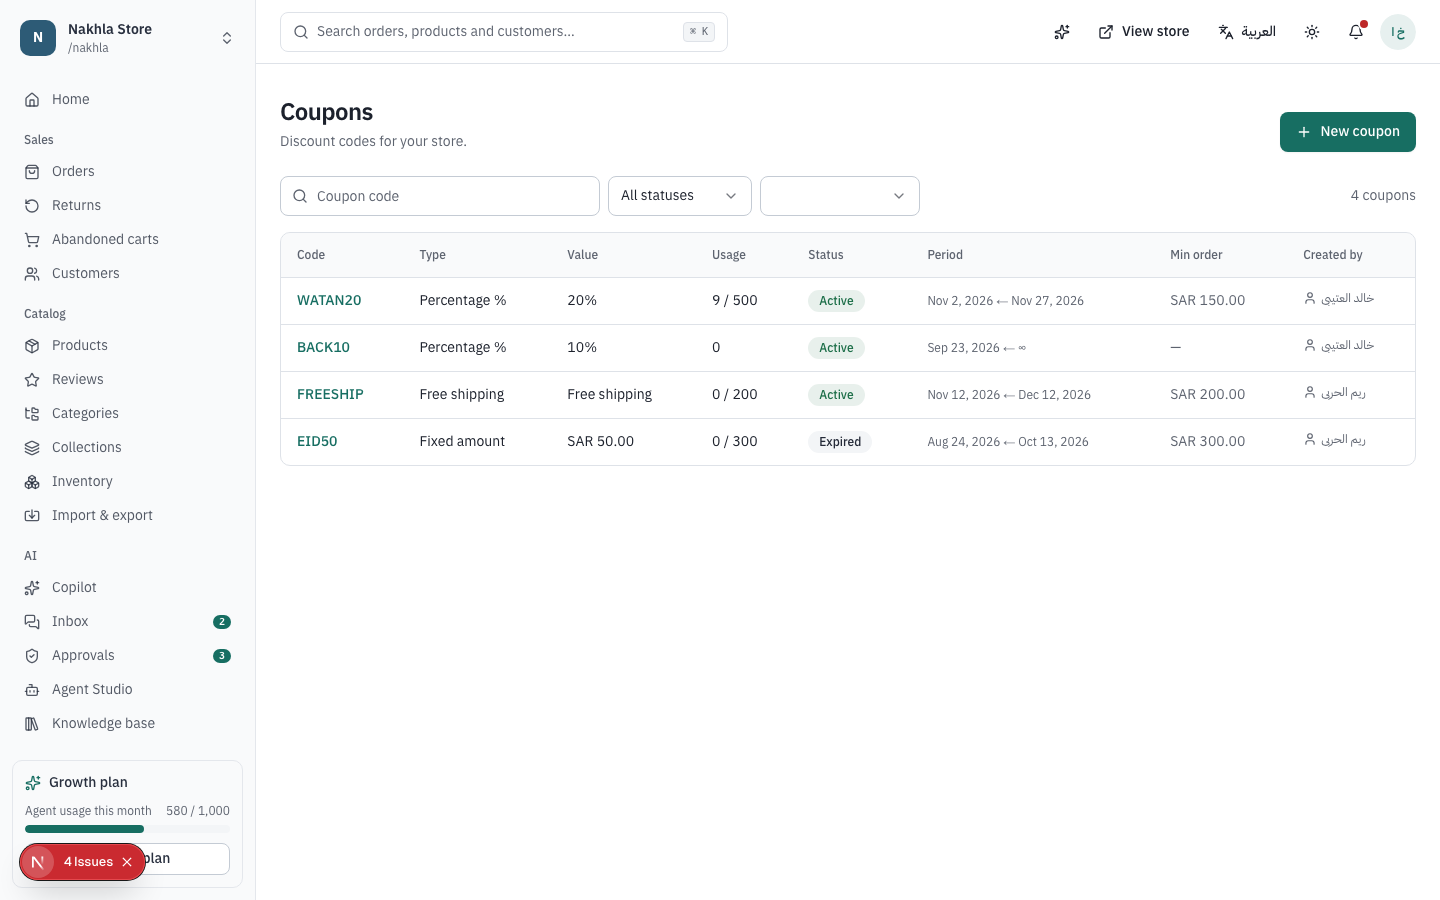 N
Nakhla Store
/nakhla
Search orders, products and customers...
⌘ K
View store
العربية
خ ا
Home
Sales
Orders
Returns
Abandoned carts
Customers
Catalog
Products
Reviews
Categories
Collections
Inventory
Import & export
AI
Copilot
Inbox 2
Approvals 3
Agent Studio
Knowledge base
Growth plan
Agent usage this month 580 / 1,000
plan
N 4 Issues
Coupons
Discount codes for your store.
New coupon
Coupon code
All statuses
4 coupons
Code Type Value Usage Status Period Min order Created by
WATAN20 Percentage % 20% 9 / 500 Active Nov 2, 2026 ← Nov 27, 2026 SAR 150.00 خالد العتيبي
BACK10 Percentage % 10% 0 Active Sep 23, 2026 ← ∞ — خالد العتيبي
FREESHIP Free shipping Free shipping 0 / 200 Active Nov 12, 2026 ← Dec 12, 2026 SAR 200.00 ريم الحربي
EID50 Fixed amount SAR 50.00 0 / 300 Expired Aug 24, 2026 ← Oct 13, 2026 SAR 300.00 ريم الحربي